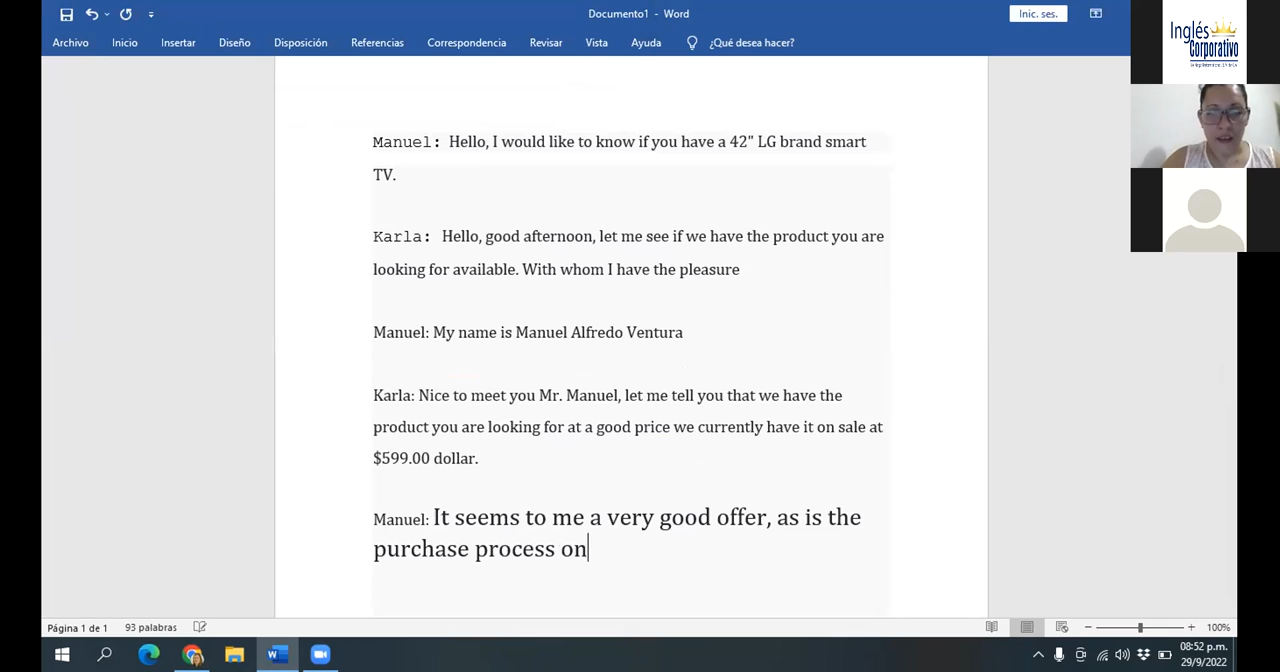 Documento1 - Word
Inic. ses.
Archivo Inicio Insertar Diseño Disposición Referencias Correspondencia Revisar Vista Ayuda ¿Qué desea hacer?
Inglés
Corporativo
Manuel: Hello, I would like to know if you have a 42" LG brand smart
TV.
Karla: Hello, good afternoon, let me see if we have the product you are
looking for available. With whom I have the pleasure
Manuel: My name is Manuel Alfredo Ventura
Karla: Nice to meet you Mr. Manuel, let me tell you that we have the
product you are looking for at a good price we currently have it on sale at
$599.00 dollar.
Manuel: It seems to me a very good offer, as is the
purchase process on
Página 1 de 1 93 palabras 100%
08:52 p.m.
29/9/2022